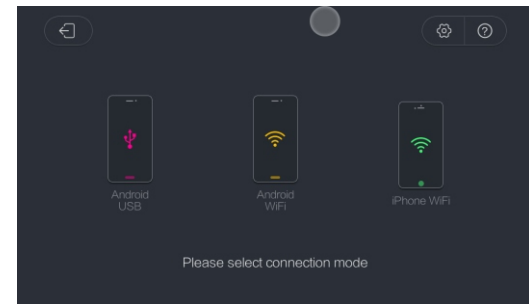 Android
USB
Android
WiFi
iPhone WiFi
Please select connection mode